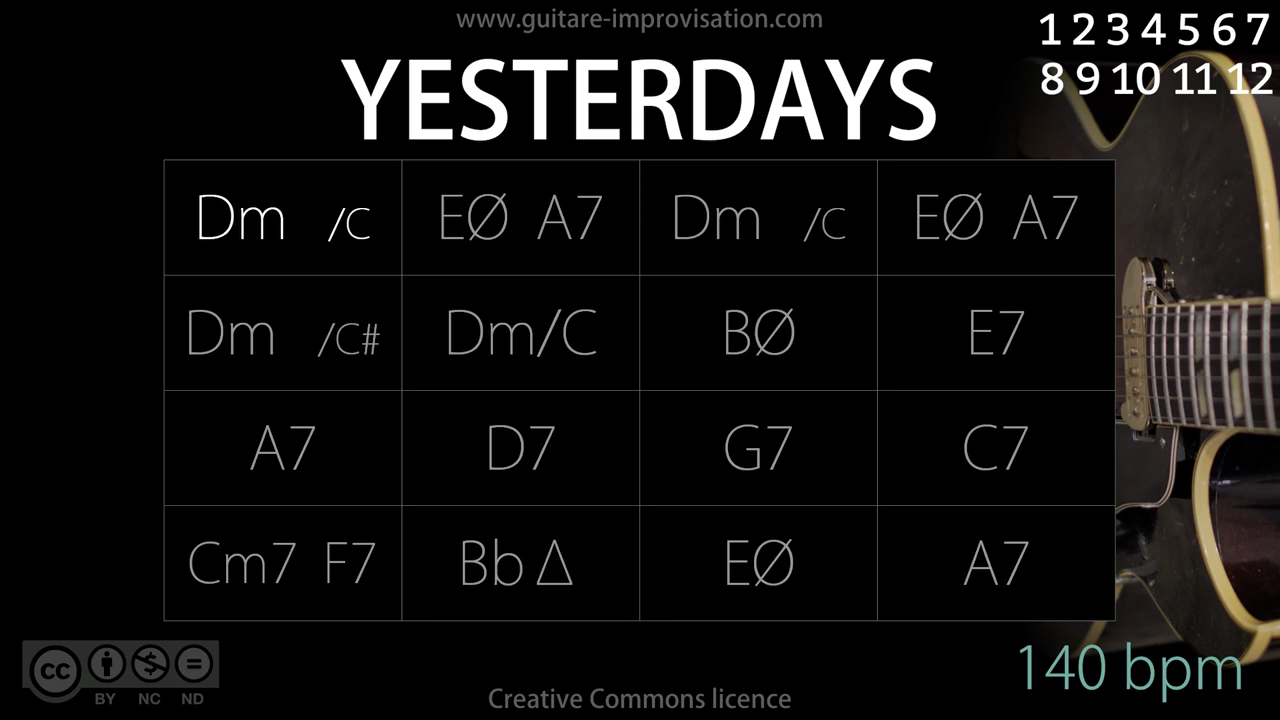 www.guitare-improvisation.com
1 2 3 4 5 6 7
8 9 10 11 12
YESTERDAYS
Dm /C EØ A7 Dm /C EØ A7
Dm /C# Dm/C BØ E7
A7 D7 G7 C7
Cm7 F7 Bb Δ EØ A7
140 bpm
cc
BY NC ND
Creative Commons licence